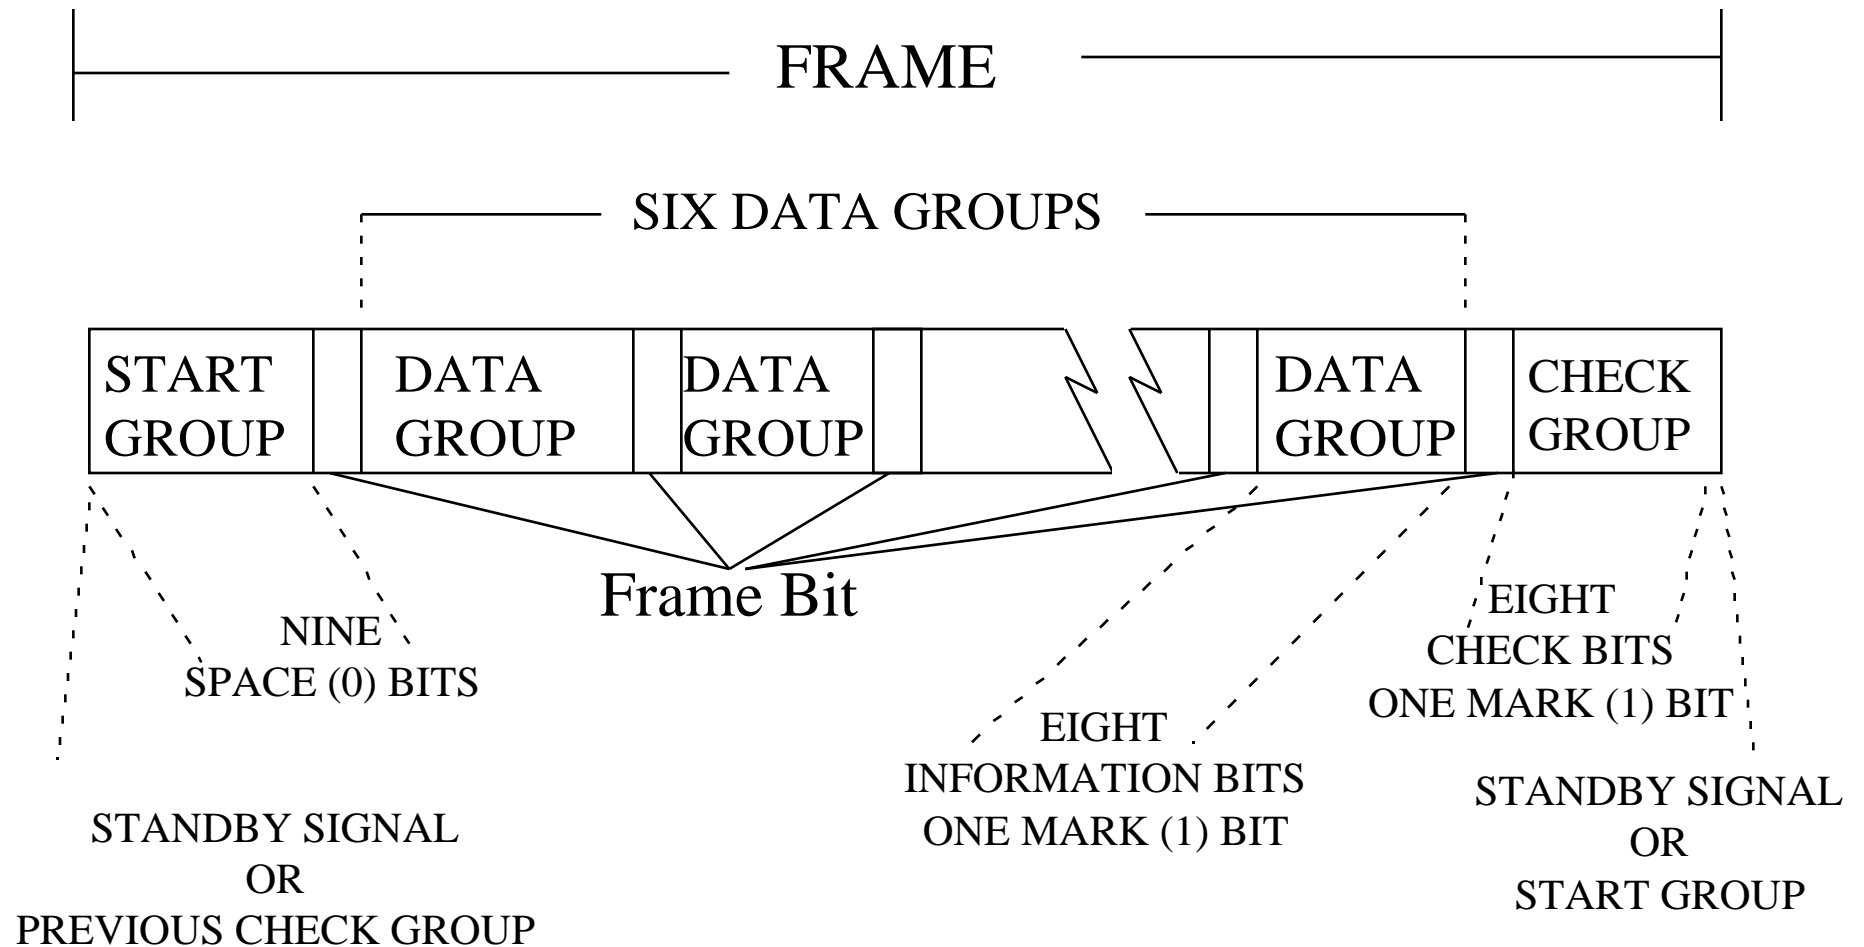 FRAME
SIX DATA GROUPS
START
GROUP
DATA
GROUP
DATA
GROUP
DATA
GROUP
CHECK
GROUP
Frame Bit
NINE
SPACE (0) BITS
EIGHT
CHECK BITS
ONE MARK (1) BIT
EIGHT
INFORMATION BITS
ONE MARK (1) BIT
STANDBY SIGNAL
OR
PREVIOUS CHECK GROUP
STANDBY SIGNAL
OR
START GROUP